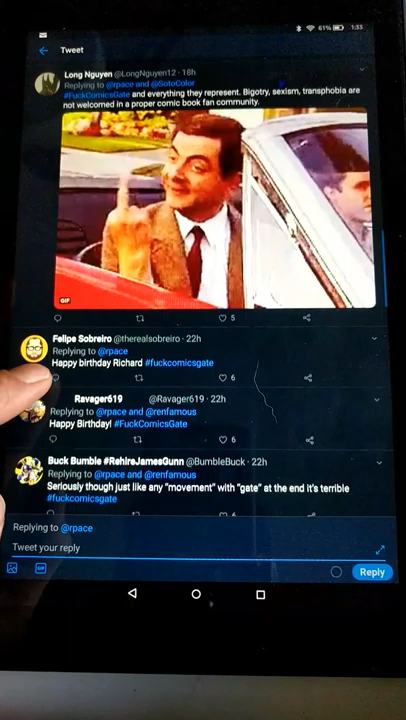 61% 1:33
Tweet
Long Nguyen @LongNguyen12 · 18h
Replying to @rpace and @SotoColor
#FuckComicsGate and everything they represent. Bigotry, sexism, transphobia are
not welcomed in a proper comic book fan community.
GIF
5
Felipe Sobreiro @therealsobreiro · 22h
Replying to @rpace
Happy birthday Richard #fuckcomicsgate
6
Ravager619 @Ravager619 · 22h
Replying to @rpace and @renfamous
Happy Birthday! #FuckComicsGate
6
Buck Bumble #RehireJamesGunn @BumbleBuck · 22h
Replying to @rpace and @renfamous
Seriously though just like any "movement" with "gate" at the end it's terrible
#fuckcomicsgate
Replying to @rpace
Tweet your reply
GIF
Reply